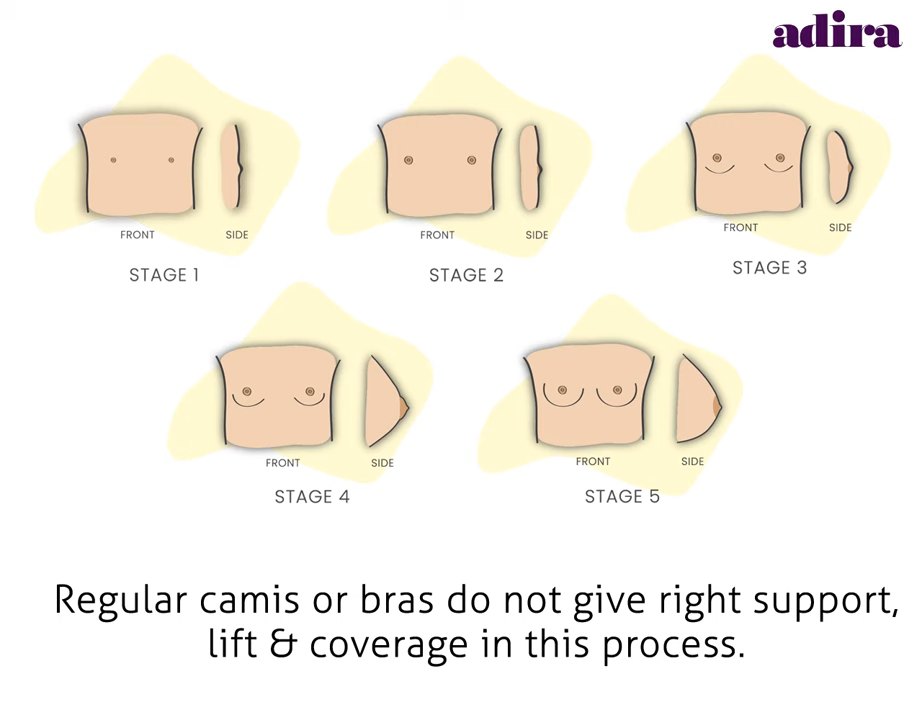 adira
FRONT SIDE
STAGE 1
FRONT SIDE
STAGE 2
FRONT SIDE
STAGE 3
FRONT SIDE
STAGE 4
FRONT SIDE
STAGE 5
Regular camis or bras do not give right support,
lift & coverage in this process.